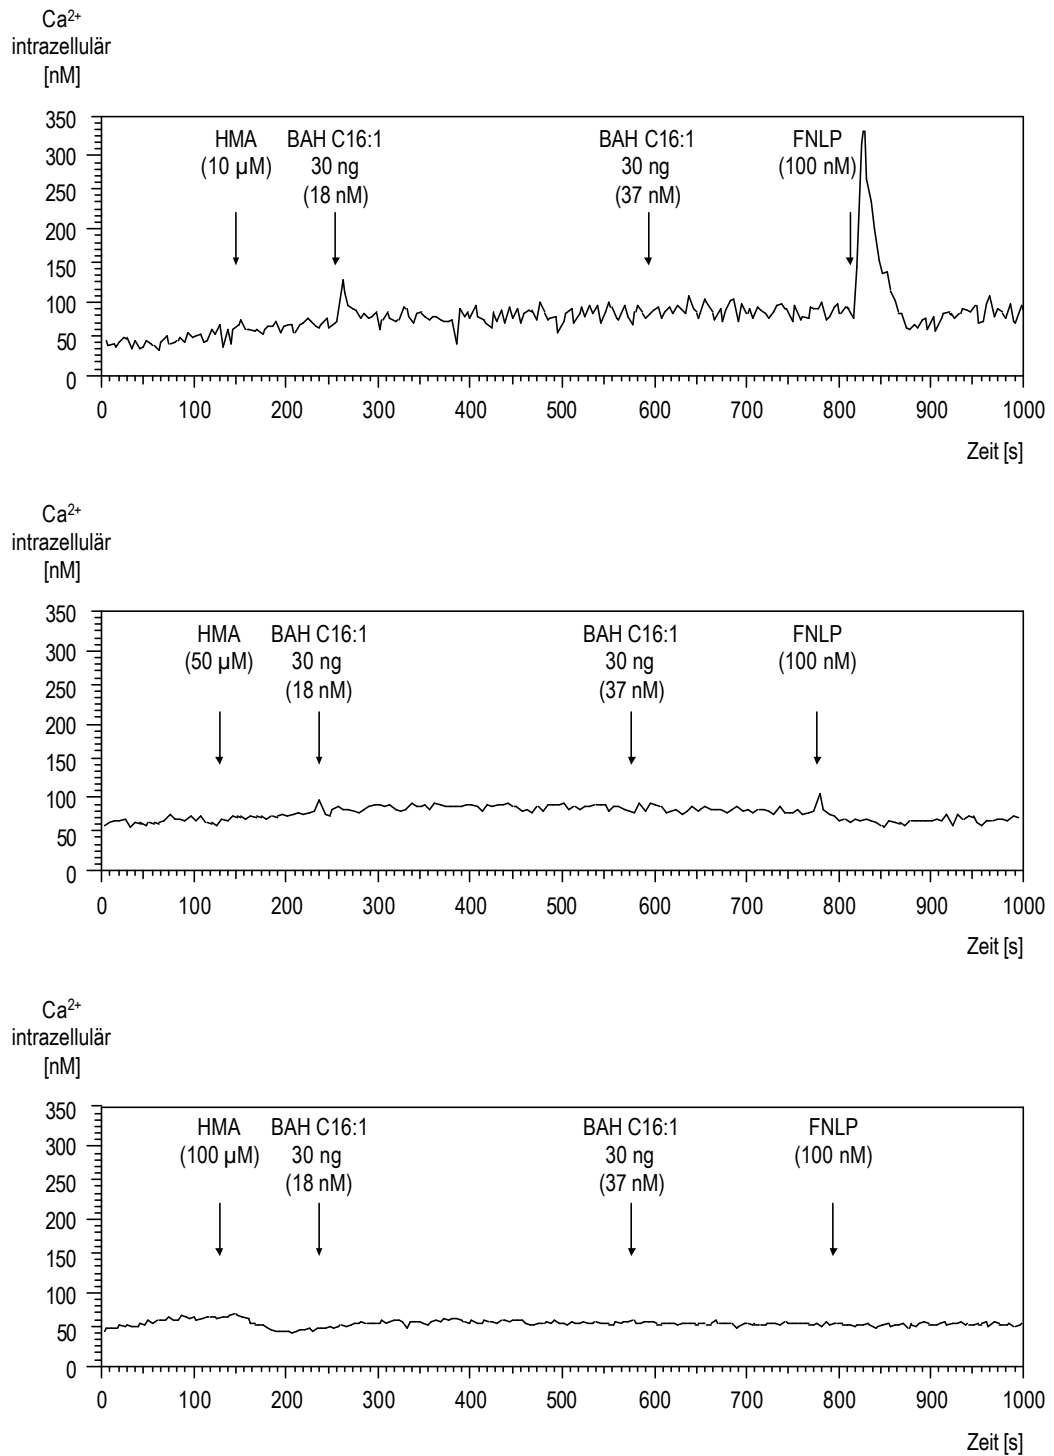 Ca²⁺
intrazellulär
[nM]
350
300
250
200
150
100
50
0
HMA
(10 µM)
BAH C16:1
30 ng
(18 nM)
BAH C16:1
30 ng
(37 nM)
FNLP
(100 nM)
0 100 200 300 400 500 600 700 800 900 1000
Zeit [s]
Ca²⁺
intrazellulär
[nM]
350
300
250
200
150
100
50
0
HMA
(50 µM)
BAH C16:1
30 ng
(18 nM)
BAH C16:1
30 ng
(37 nM)
FNLP
(100 nM)
0 100 200 300 400 500 600 700 800 900 1000
Zeit [s]
Ca²⁺
intrazellulär
[nM]
350
300
250
200
150
100
50
0
HMA
(100 µM)
BAH C16:1
30 ng
(18 nM)
BAH C16:1
30 ng
(37 nM)
FNLP
(100 nM)
0 100 200 300 400 500 600 700 800 900 1000
Zeit [s]